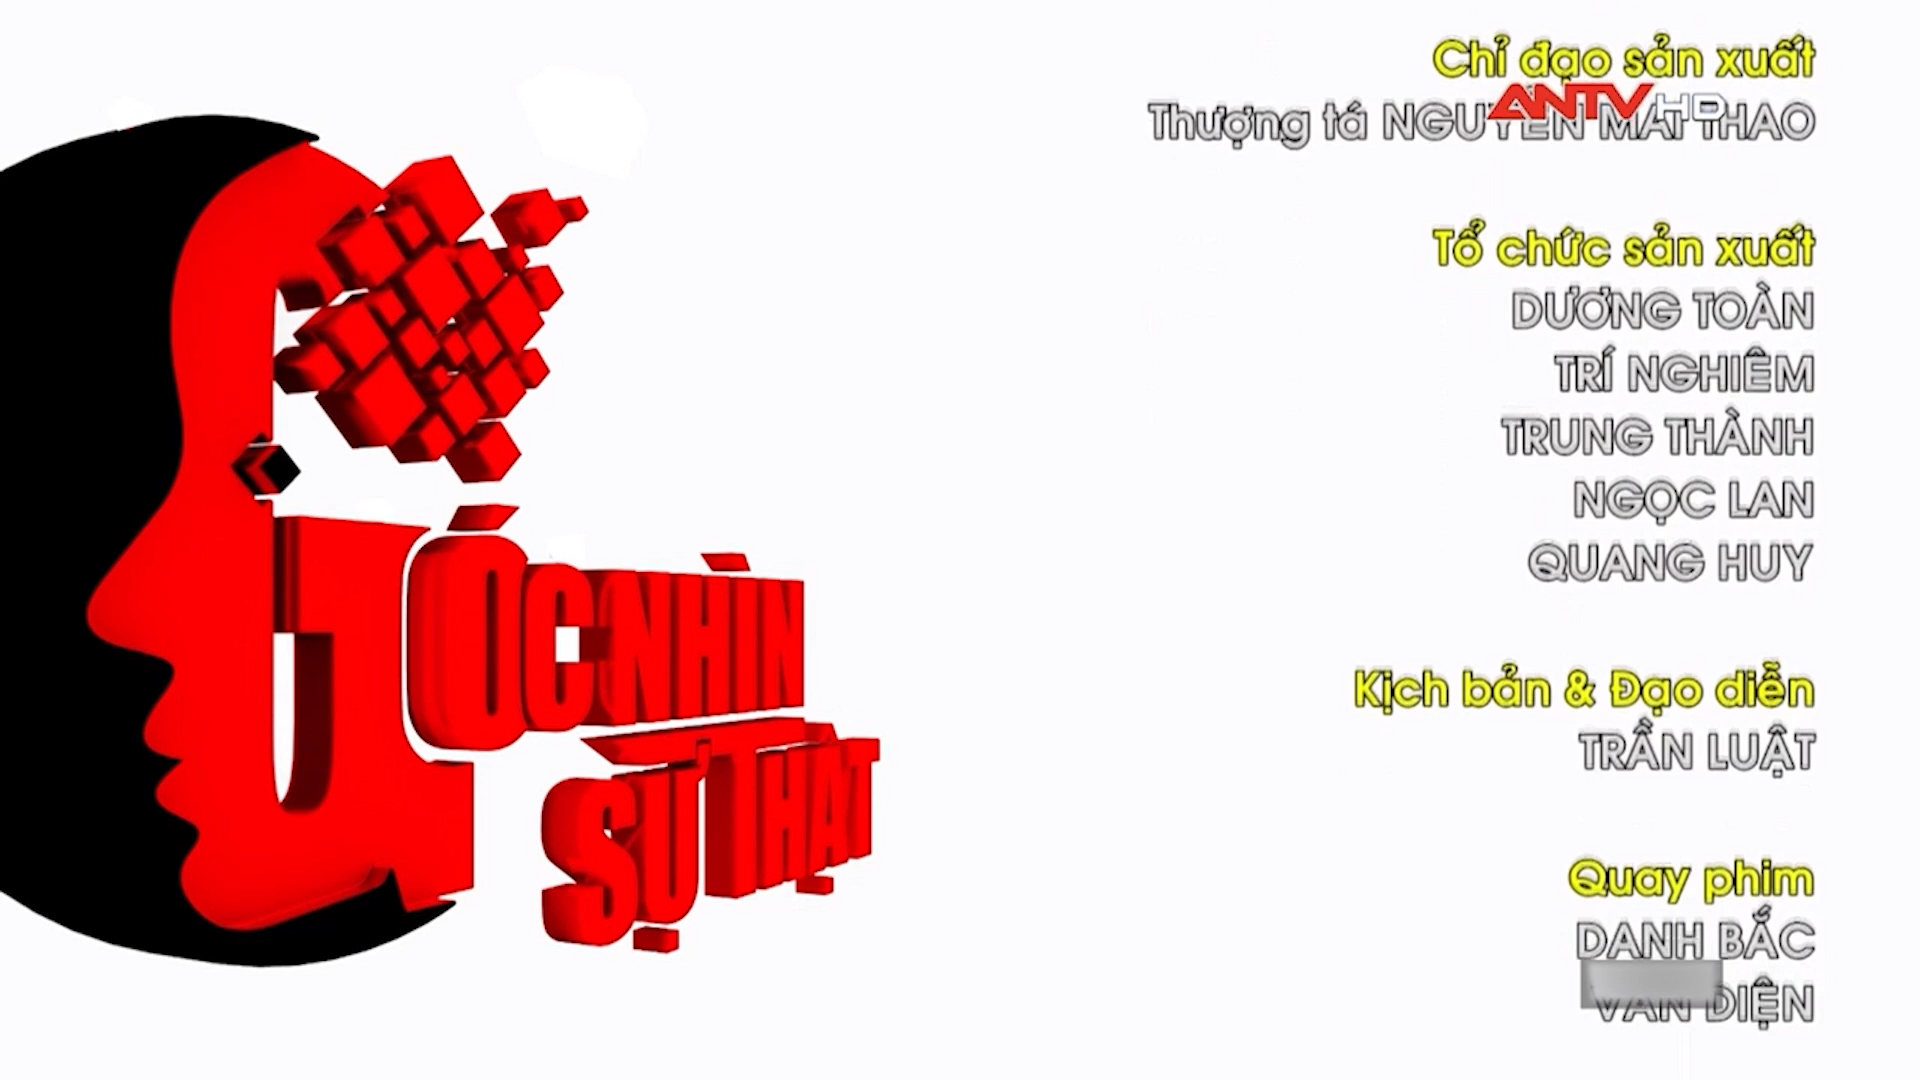 GÓC NHÌN
SỰ THẬT
Chỉ đạo sản xuất
ANTV HD
Thượng tá NGUYỄN MAI THAO
Tổ chức sản xuất
DƯƠNG TOÀN
TRÍ NGHIÊM
TRUNG THÀNH
NGỌC LAN
QUANG HUY
Kịch bản & Đạo diễn
TRẦN LUẬT
Quay phim
DANH BẮC
DIỆN